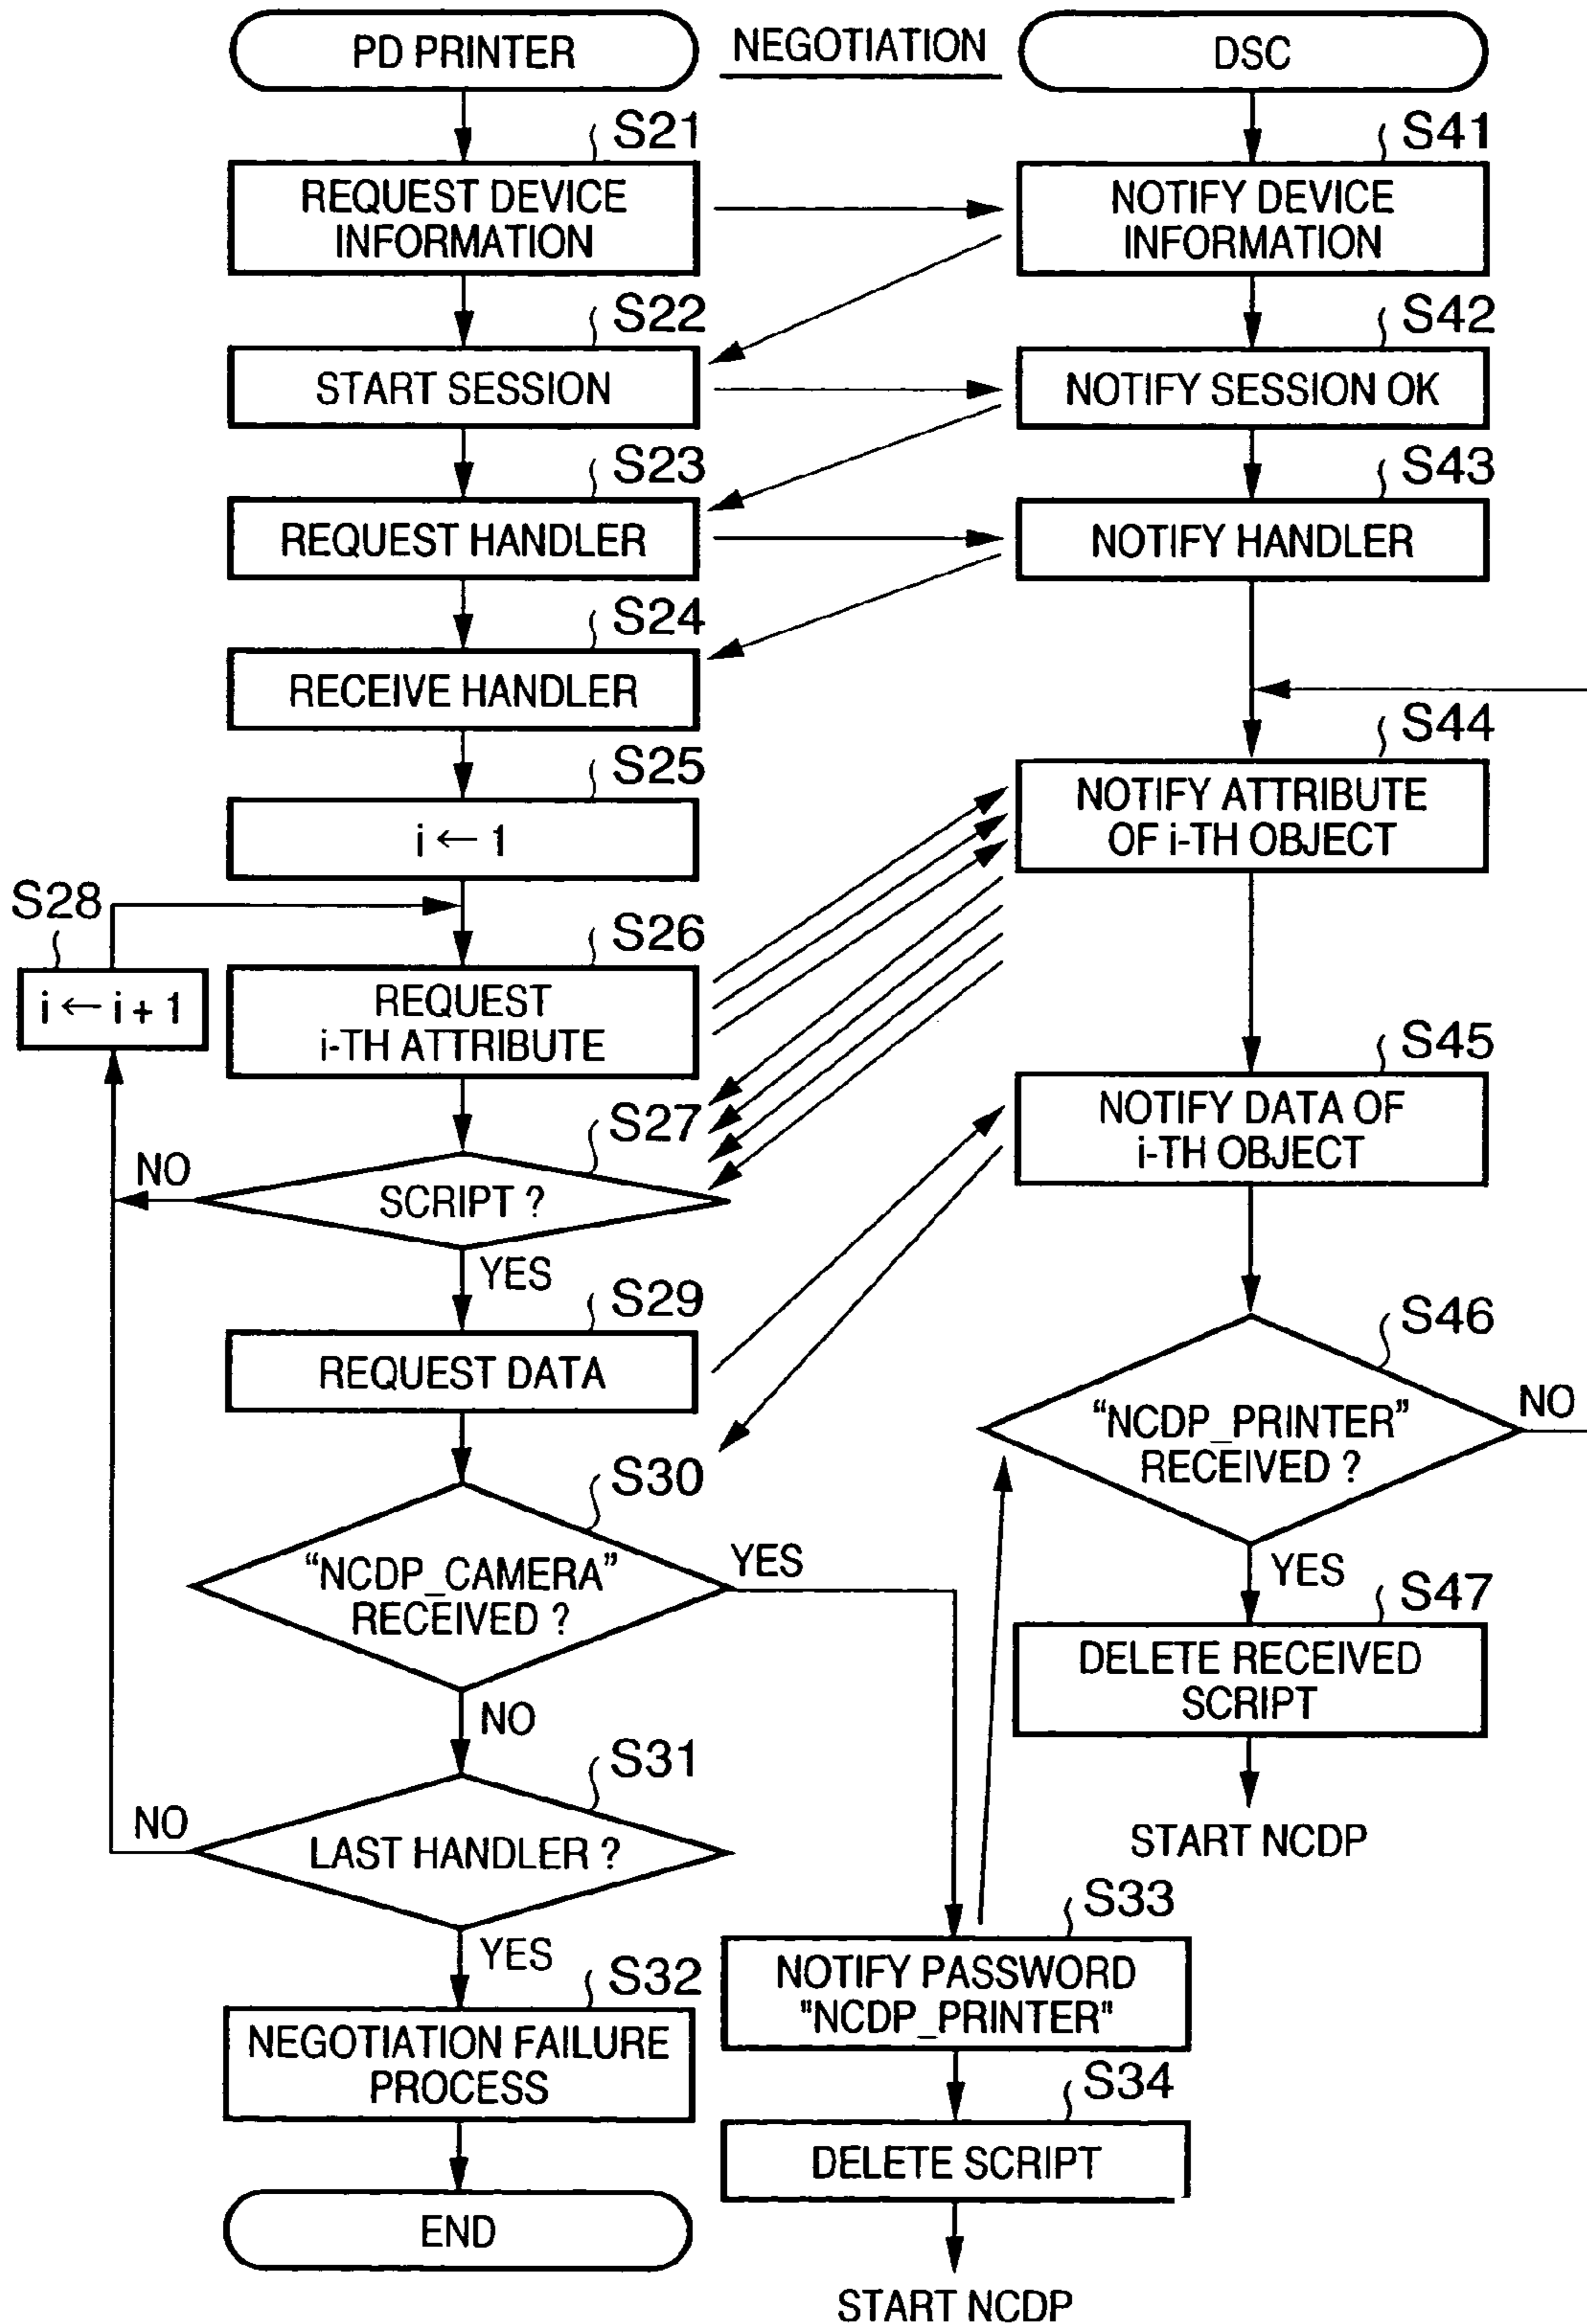 PD PRINTER
NEGOTIATION
DSC
S21
REQUEST DEVICE
INFORMATION
S41
NOTIFY DEVICE
INFORMATION
S22
START SESSION
S42
NOTIFY SESSION OK
S23
REQUEST HANDLER
S43
NOTIFY HANDLER
S24
RECEIVE HANDLER
S25
i ← 1
S44
NOTIFY ATTRIBUTE
OF i-TH OBJECT
S28
i ← i + 1
S26
REQUEST
i-TH ATTRIBUTE
S45
NOTIFY DATA OF
i-TH OBJECT
S27
SCRIPT ?
NO
YES
S29
REQUEST DATA
S46
“NCDP_PRINTER”
RECEIVED ?
NO
YES
S30
“NCDP_CAMERA”
RECEIVED ?
YES
NO
S47
DELETE RECEIVED
SCRIPT
START NCDP
S31
LAST HANDLER ?
NO
YES
S33
NOTIFY PASSWORD
"NCDP_PRINTER"
S32
NEGOTIATION FAILURE
PROCESS
S34
DELETE SCRIPT
END
START NCDP